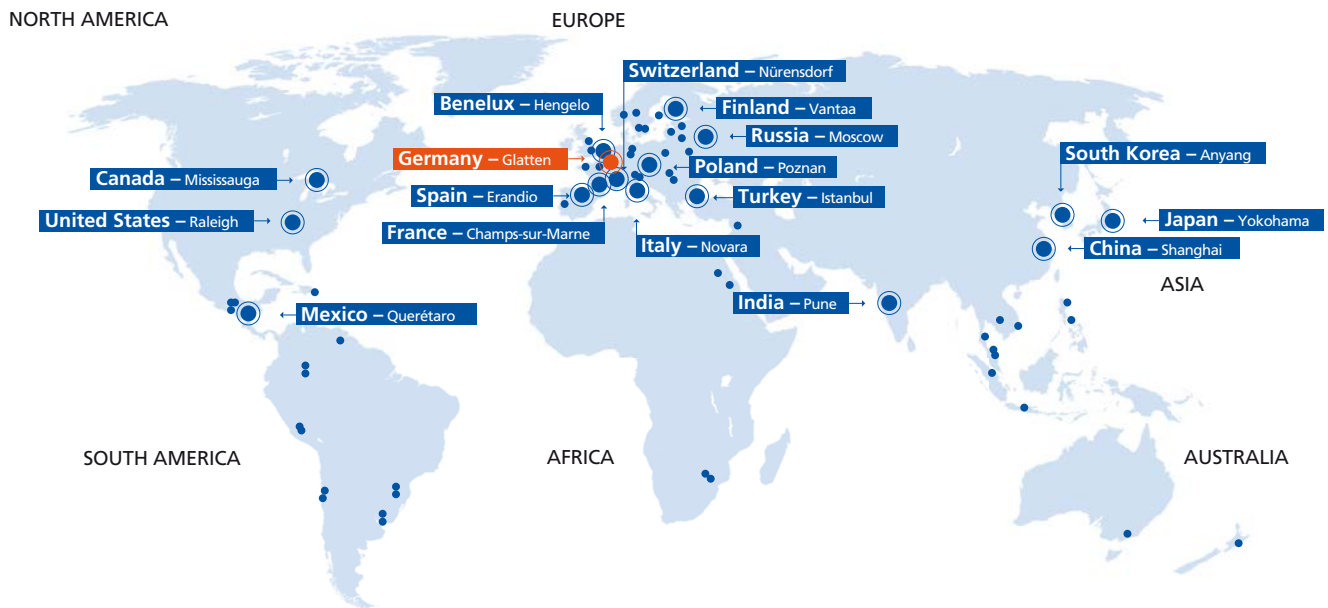 NORTH AMERICA
EUROPE
Switzerland – Nürensdorf
Benelux – Hengelo
Finland – Vantaa
Russia – Moscow
Germany – Glatten
Poland – Poznan
South Korea – Anyang
Canada – Mississauga
Spain – Erandio
Turkey – Istanbul
United States – Raleigh
Japan – Yokohama
France – Champs-sur-Marne
Italy – Novara
China – Shanghai
ASIA
India – Pune
Mexico – Querétaro
SOUTH AMERICA
AFRICA
AUSTRALIA